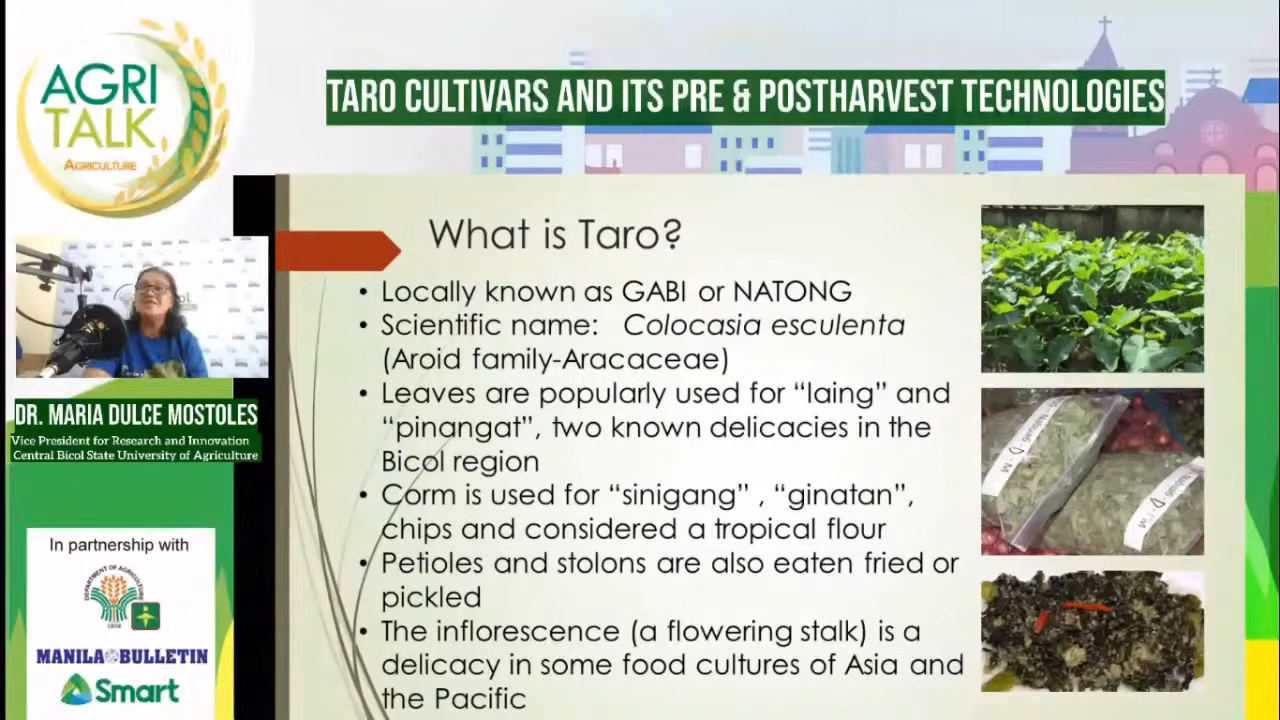 AGRI
TALK
AGRICULTURE
TARO CULTIVARS AND ITS PRE & POSTHARVEST TECHNOLOGIES
DR. MARIA DULCE MOSTOLES
Vice President for Research and Innovation
Central Bicol State University of Agriculture
In partnership with
DEPARTMENT OF AGRICULTURE
1898
MANILA BULLETIN
Smart
What is Taro?
• Locally known as GABI or NATONG
• Scientific name: Colocasia esculenta
(Aroid family-Aracaceae)
• Leaves are popularly used for “laing” and
“pinangat”, two known delicacies in the
Bicol region
• Corm is used for “sinigang” , “ginatan”,
chips and considered a tropical flour
• Petioles and stolons are also eaten fried or
pickled
• The inflorescence (a flowering stalk) is a
delicacy in some food cultures of Asia and
the Pacific